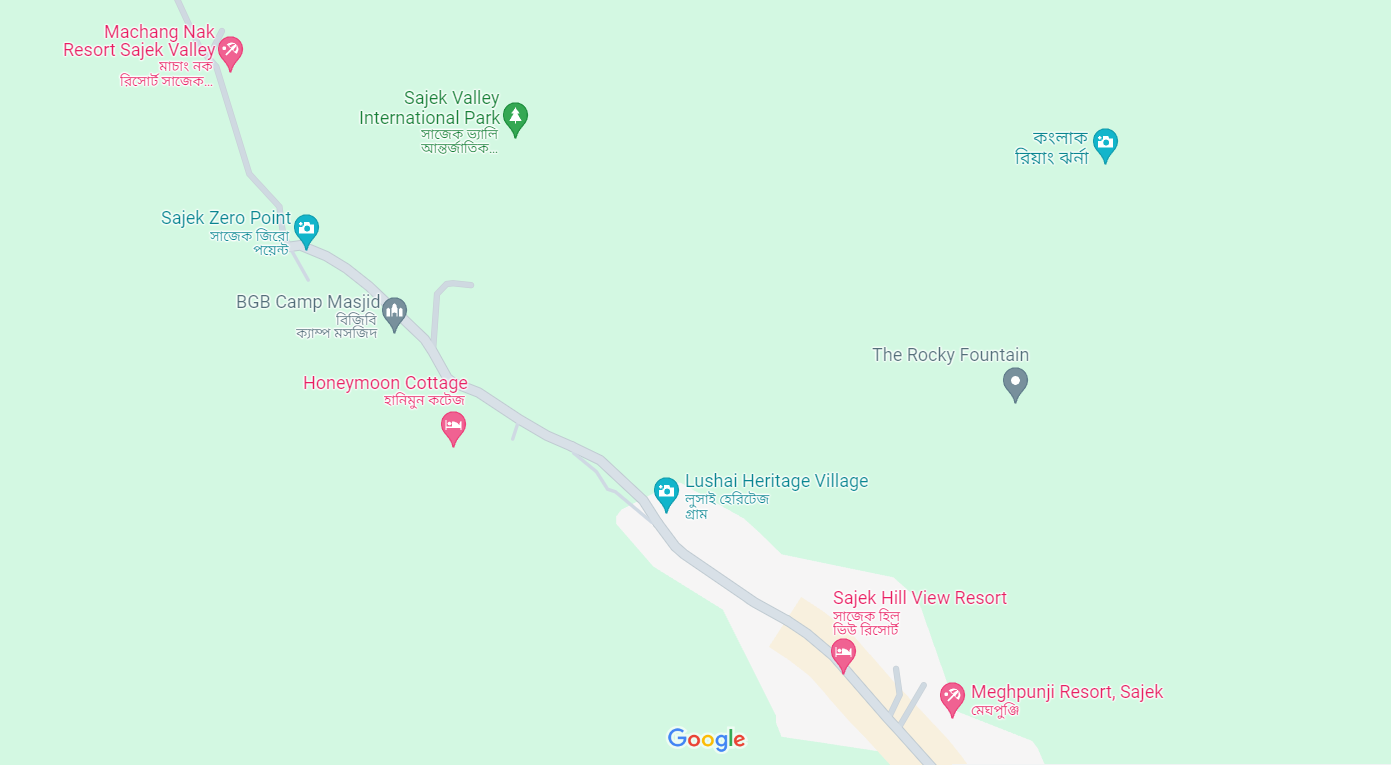 Machang Nak
Resort Sajek Valley
মাচাং নক
রিসোর্ট সাজেক...
Sajek Valley
International Park
সাজেক ভ্যালি
আন্তর্জাতিক...
কংলাক
রিয়াং ঝর্না
Sajek Zero Point
সাজেক জিরো
পয়েন্ট
BGB Camp Masjid
বিজিবি
ক্যাম্প মসজিদ
The Rocky Fountain
Honeymoon Cottage
হানিমুন কটেজ
Lushai Heritage Village
লুসাই হেরিটেজ
গ্রাম
Sajek Hill View Resort
সাজেক হিল
ভিউ রিসোর্ট
Meghpunji Resort, Sajek
মেঘপুঞ্জি
Google